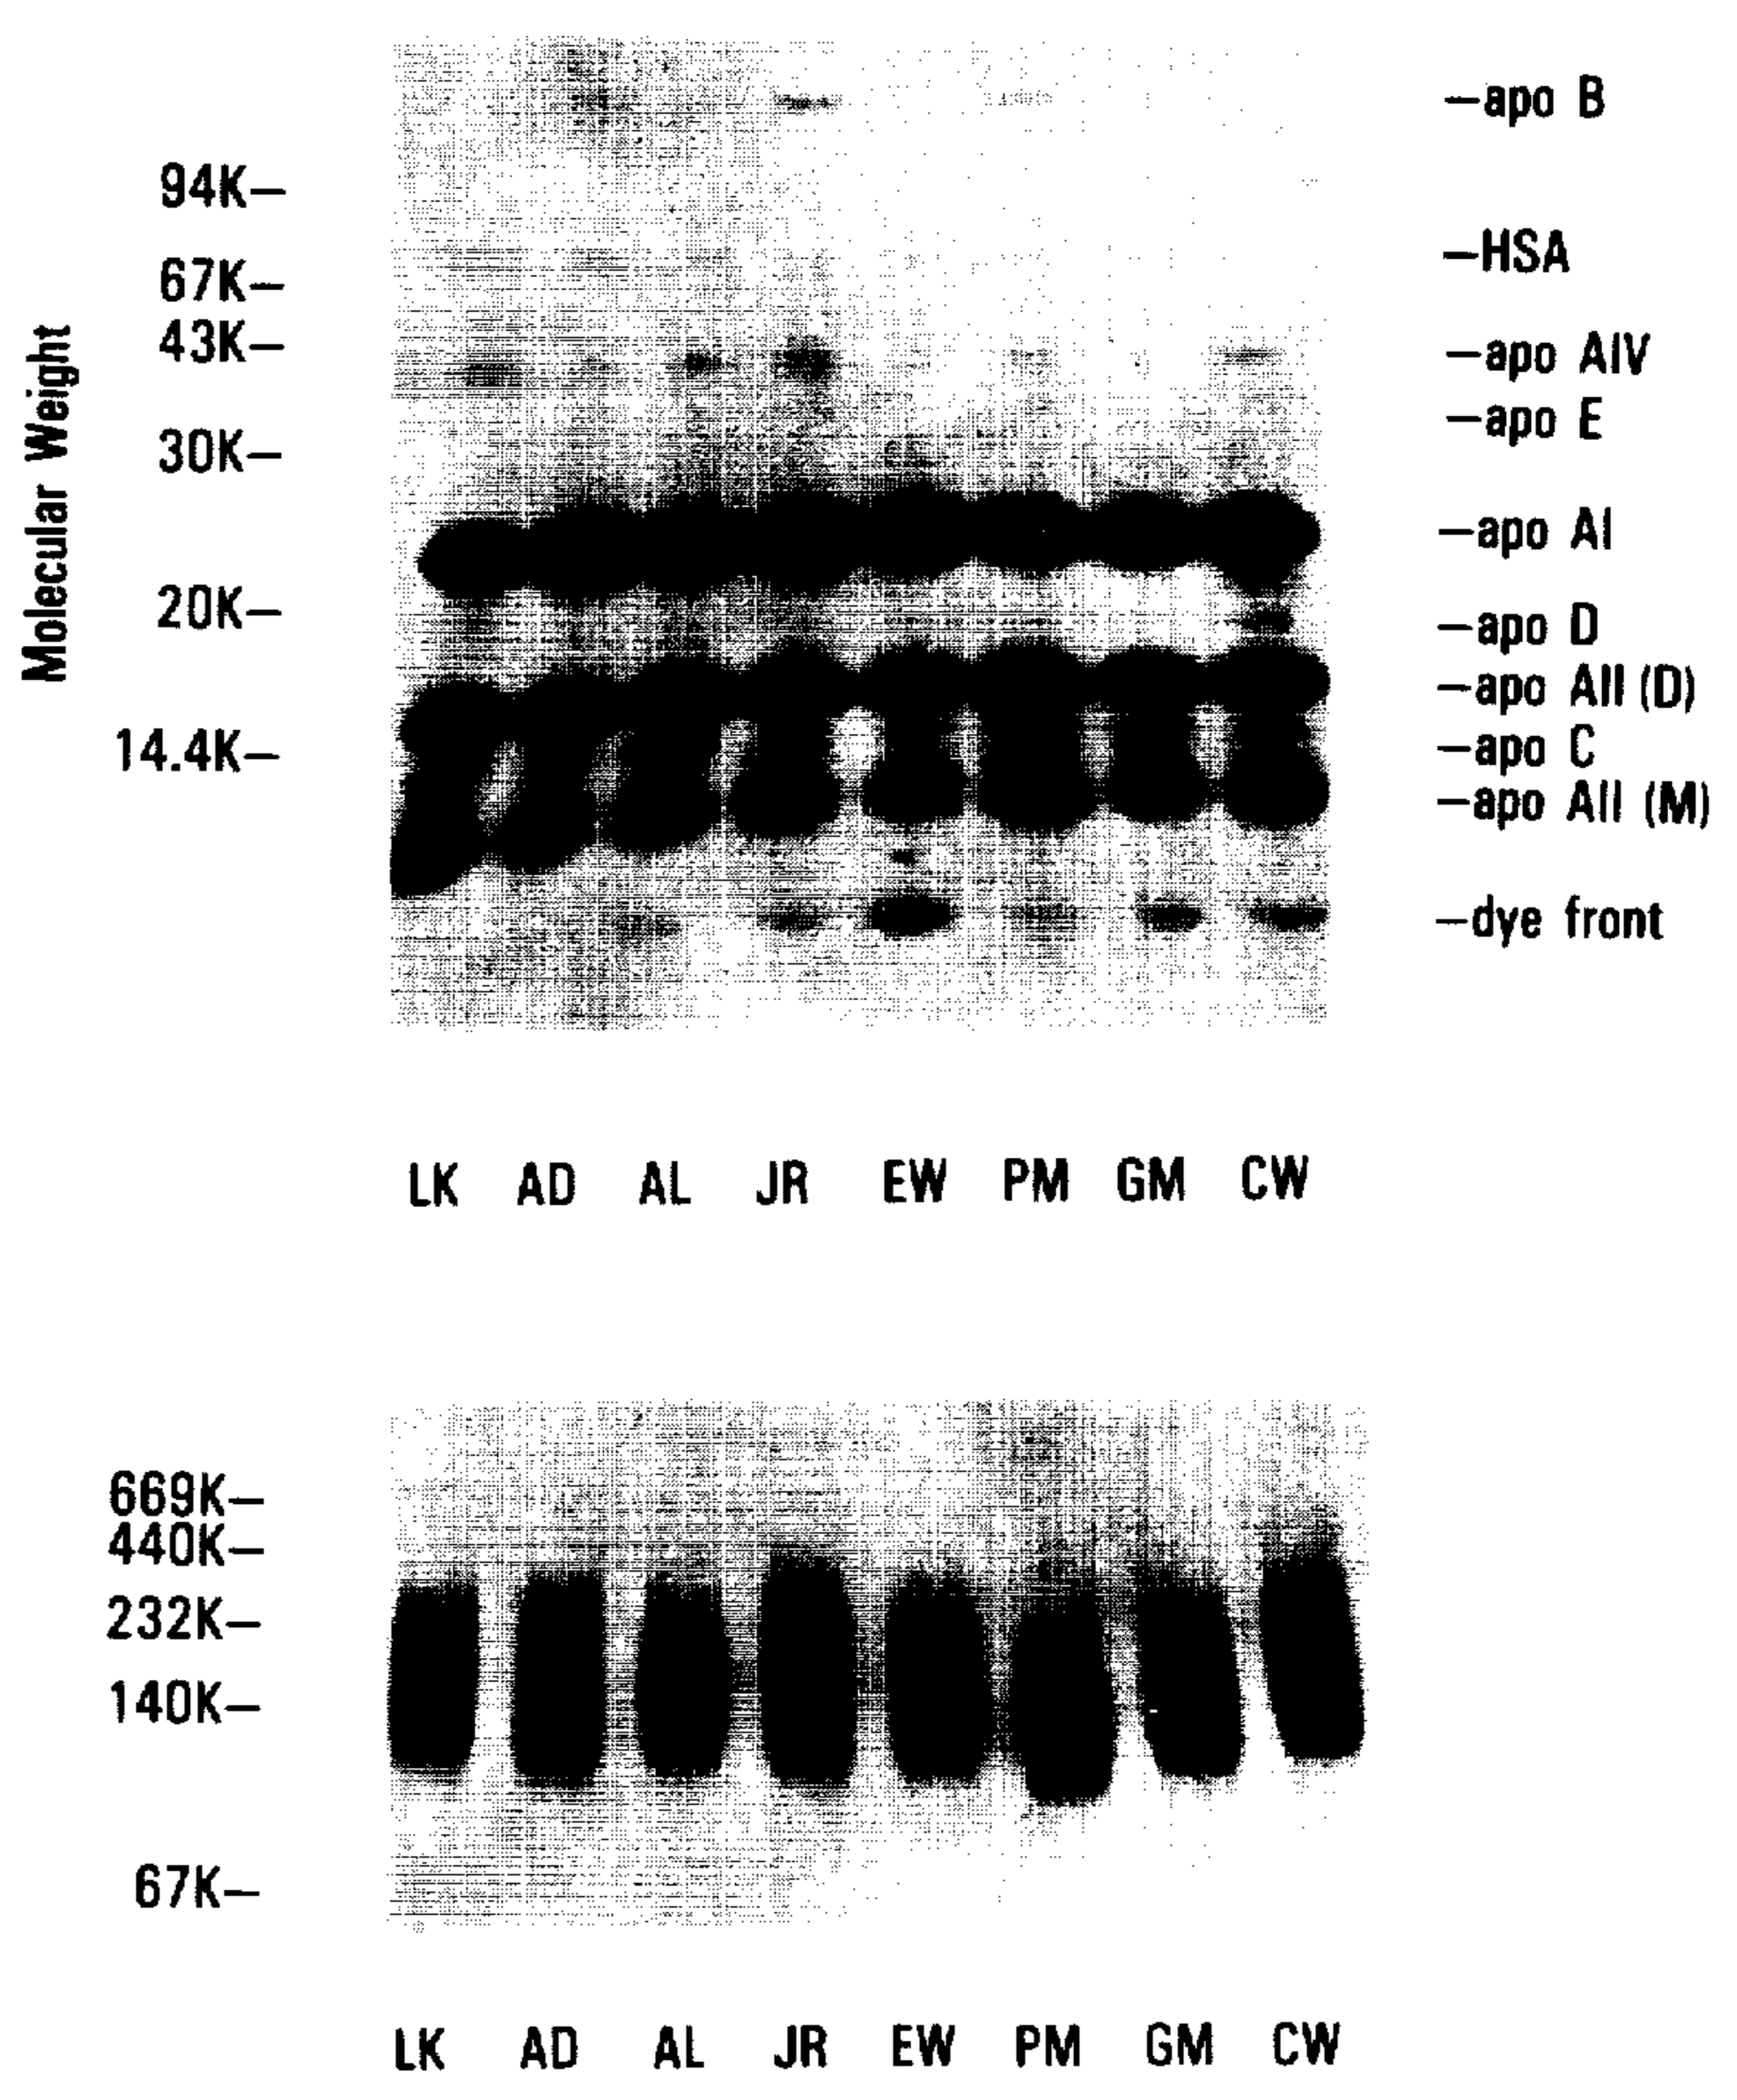 —apo B
94K—
—HSA
67K—
43K—
—apo AIV
—apo E
30K—
Molecular Weight
—apo AI
20K—
—apo D
—apo AII (D)
14.4K—
—apo C
—apo AII (M)
—dye front
LK AD AL JR EW PM GM CW
669K—
440K—
232K—
140K—
67K—
LK AD AL JR EW PM GM CW